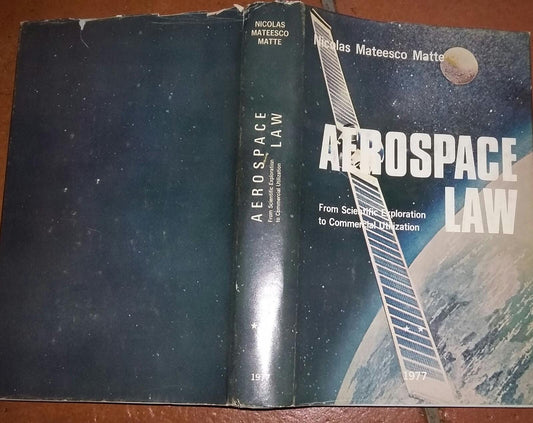 NICOLAS
MATEESCO
MATTE
AEROSPACE
LAW
From Scientific Exploration
to Commercial Utilization
1977
Nicolas Mateesco Matte
AEROSPACE
LAW
From Scientific Exploration
to Commercial Utilization
1977